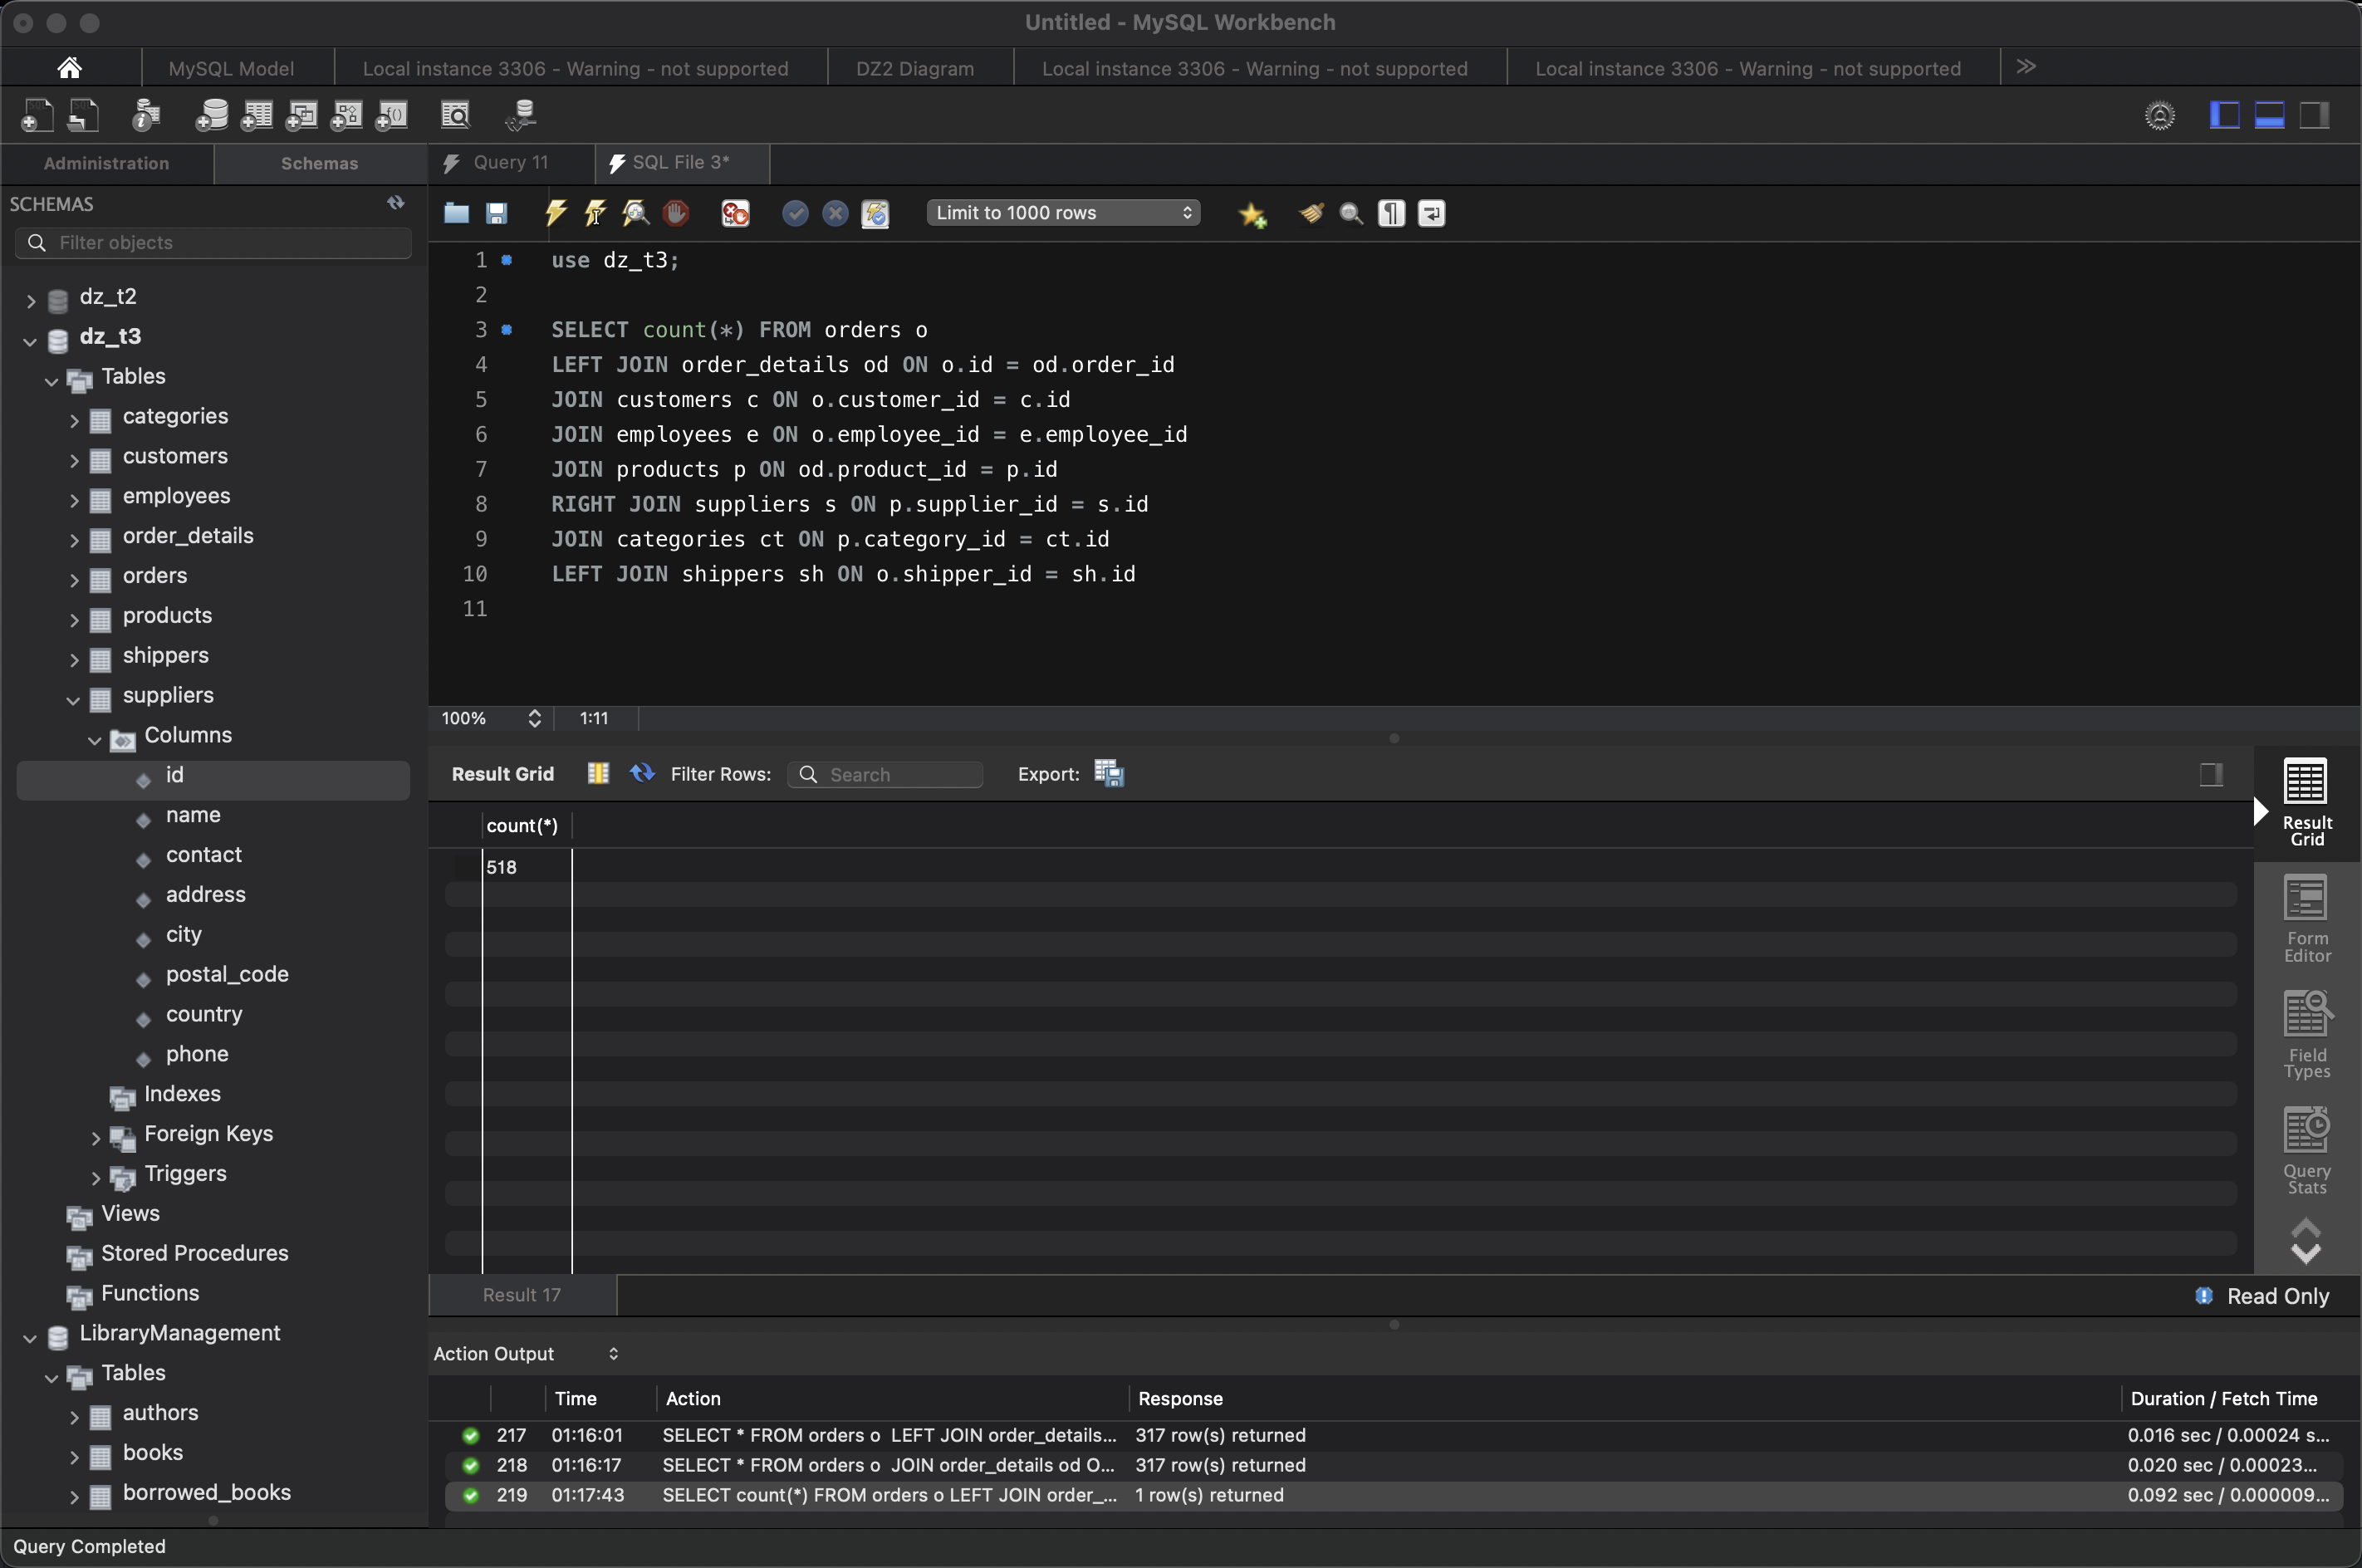 Untitled - MySQL Workbench
MySQL Model
Local instance 3306 - Warning - not supported
DZ2 Diagram
Local instance 3306 - Warning - not supported
Local instance 3306 - Warning - not supported
Administration
Schemas
Query 11
SQL File 3*
SCHEMAS
Filter objects
dz_t2
dz_t3
Tables
categories
customers
employees
order_details
orders
products
shippers
suppliers
Columns
id
name
contact
address
city
postal_code
country
phone
Indexes
Foreign Keys
Triggers
Views
Stored Procedures
Functions
LibraryManagement
Tables
authors
books
borrowed_books
Limit to 1000 rows
1 use dz_t3;
2
3 SELECT count(*) FROM orders o
4 LEFT JOIN order_details od ON o.id = od.order_id
5 JOIN customers c ON o.customer_id = c.id
6 JOIN employees e ON o.employee_id = e.employee_id
7 JOIN products p ON od.product_id = p.id
8 RIGHT JOIN suppliers s ON p.supplier_id = s.id
9 JOIN categories ct ON p.category_id = ct.id
10 LEFT JOIN shippers sh ON o.shipper_id = sh.id
11
100% 1:11
Result Grid Filter Rows: Search Export:
count(*)
518
Result
Grid
Form
Editor
Field
Types
Query
Stats
Result 17
Read Only
Action Output
Time Action Response Duration / Fetch Time
217 01:16:01 SELECT * FROM orders o LEFT JOIN order_details... 317 row(s) returned 0.016 sec / 0.00024 s...
218 01:16:17 SELECT * FROM orders o JOIN order_details od O... 317 row(s) returned 0.020 sec / 0.00023...
219 01:17:43 SELECT count(*) FROM orders o LEFT JOIN order_... 1 row(s) returned 0.092 sec / 0.000009...
Query Completed